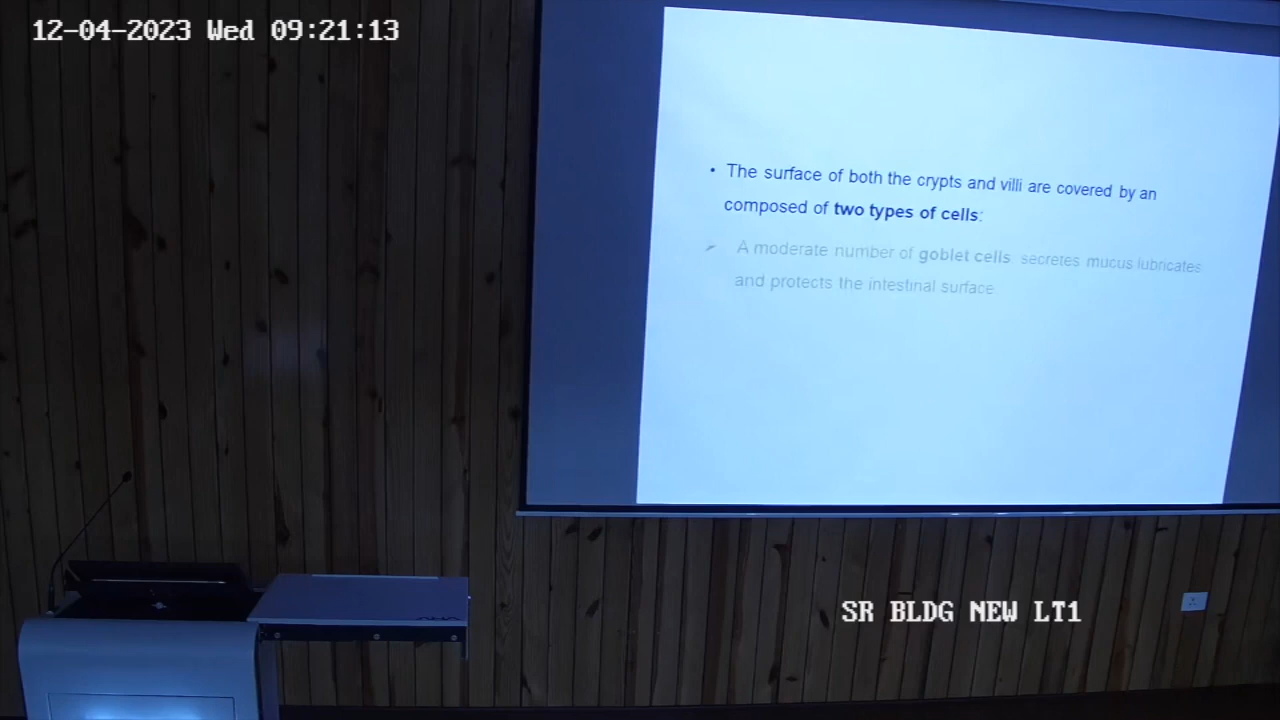 12-04-2023 Wed 09:21:13
• The surface of both the crypts and villi are covered by an
composed of two types of cells:
➢ A moderate number of goblet cells secretes mucus lubricates
and protects the intestinal surface
SR BLDG NEW LT1